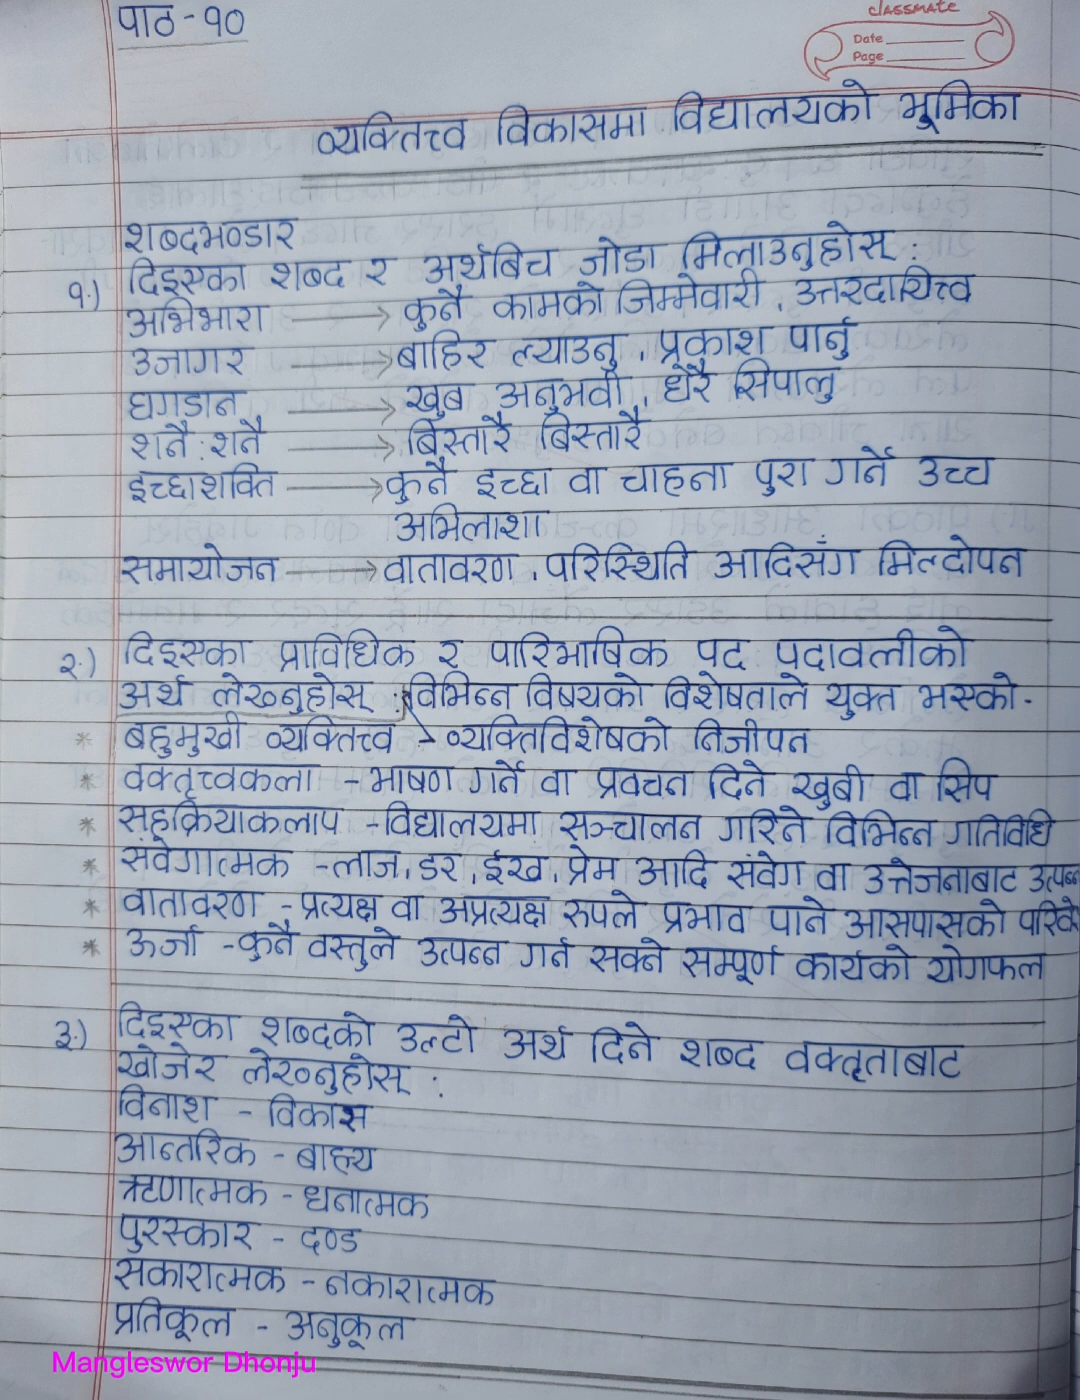 पाठ - १०
classmate
Date
Page
व्यक्तित्त्व विकासमा विद्यालयको भूमिका
शब्दभण्डार
१.) दिइएका शब्द र अर्थबिच जोडा मिलाउनुहोस् :
अभिभारा → कुनै कामको जिम्मेवारी, उत्तरदायित्त्व
उजागर → बाहिर ल्याउनु, प्रकाश पार्नु
घगडान → खुब अनुभवी, धेरै सिपालु
शनै:शनै → बिस्तारै बिस्तारै
इच्छाशक्ति → कुनै इच्छा वा चाहना पुरा गर्ने उच्च
अभिलाशा
समायोजन → वातावरण, परिस्थिति आदिसँग मिल्दोपन
२.) दिइएका प्राविधिक र पारिभाषिक पद पदावलीको
अर्थ लेख्नुहोस् : विभिन्न विषयको विशेषताले युक्त भएको.
* बहुमुखी व्यक्तित्त्व - व्यक्तिविशेषको निजीपन
* वक्तृत्त्वकला - भाषण गर्ने वा प्रवचन दिने खुबी वा सिप
* सहक्रियाकलाप - विद्यालयमा सञ्चालन गरिने विभिन्न गतिविधि
* संवेगात्मक - लाज, डर, ईख, प्रेम आदि संवेग वा उत्तेजनाबाट उत्पन्न
* वातावरण - प्रत्यक्ष वा अप्रत्यक्ष रुपले प्रभाव पाने आसपासको परिवे
* ऊर्जा - कुनै वस्तुले उत्पन्न गर्न सक्ने सम्पूर्ण कार्यको योगफल
३.) दिइएका शब्दको उल्टो अर्थ दिने शब्द वक्तृताबाट
खोजेर लेख्नुहोस् :
विनाश - विकास
आन्तरिक - बाह्य
ऋणात्मक - धनात्मक
पुरस्कार - दण्ड
सकारात्मक - नकारात्मक
प्रतिकूल - अनुकूल
Mangleswor Dhonju